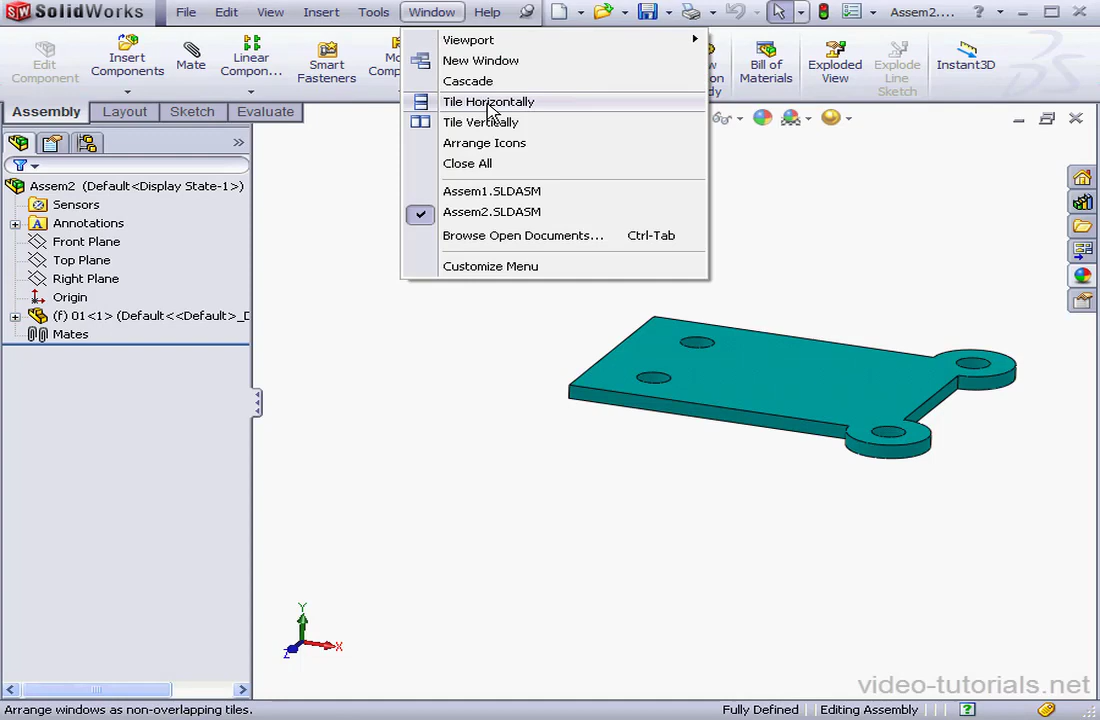 SolidWorks File Edit View Insert Tools Window Help Assem2....
Edit Component
Insert Components
Mate
Linear Compon...
Smart Fasteners
Bill of Materials
Exploded View
Explode Line Sketch
Instant3D
Assembly Layout Sketch Evaluate
Viewport
New Window
Cascade
Tile Horizontally
Tile Vertically
Arrange Icons
Close All
Assem1.SLDASM
Assem2.SLDASM
Browse Open Documents... Ctrl-Tab
Customize Menu
Assem2 (Default<Display State-1>)
Sensors
Annotations
Front Plane
Top Plane
Right Plane
Origin
(f) 01<1> (Default<<Default>_D
Mates
Y
X
Z
video-tutorials.net
Arrange windows as non-overlapping tiles. Fully Defined Editing Assembly